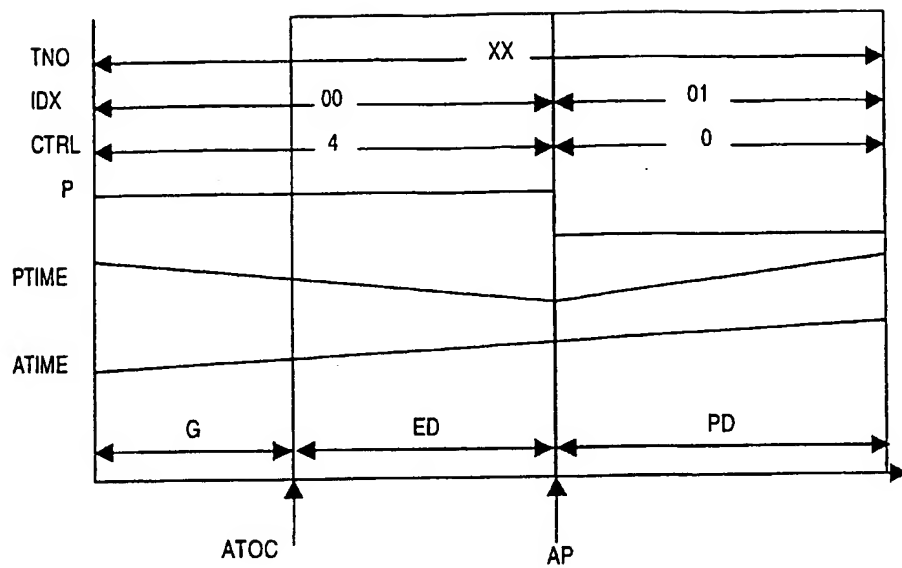 TNO XX
IDX 00 01
CTRL 4 0
P
PTIME
ATIME
G ED PD
ATOC AP